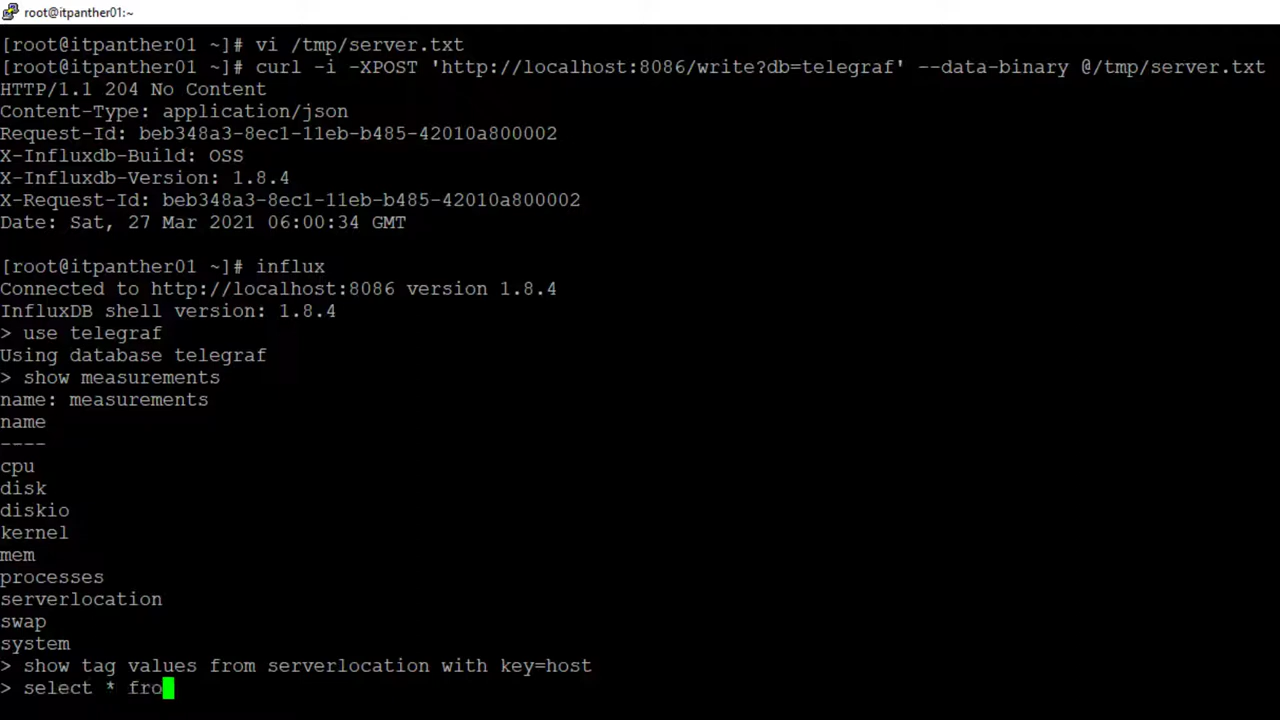 root@itpanther01:~
[root@itpanther01 ~]# vi /tmp/server.txt
[root@itpanther01 ~]# curl -i -XPOST 'http://localhost:8086/write?db=telegraf' --data-binary @/tmp/server.txt
HTTP/1.1 204 No Content
Content-Type: application/json
Request-Id: beb348a3-8ec1-11eb-b485-42010a800002
X-Influxdb-Build: OSS
X-Influxdb-Version: 1.8.4
X-Request-Id: beb348a3-8ec1-11eb-b485-42010a800002
Date: Sat, 27 Mar 2021 06:00:34 GMT
[root@itpanther01 ~]# influx
Connected to http://localhost:8086 version 1.8.4
InfluxDB shell version: 1.8.4
> use telegraf
Using database telegraf
> show measurements
name: measurements
name
----
cpu
disk
diskio
kernel
mem
processes
serverlocation
swap
system
> show tag values from serverlocation with key=host
> select * fro